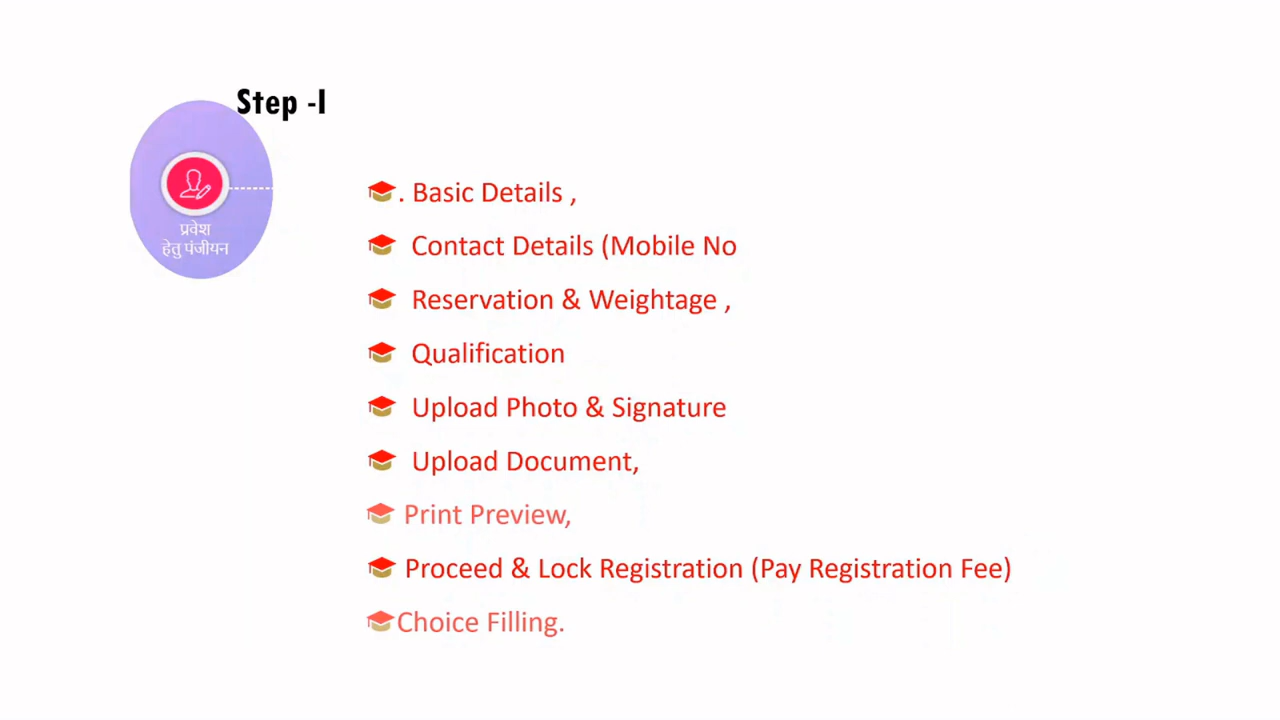 Step -I
प्रवेश
हेतु पंजीयन
. Basic Details ,
Contact Details (Mobile No
Reservation & Weightage ,
Qualification
Upload Photo & Signature
Upload Document,
Print Preview,
Proceed & Lock Registration (Pay Registration Fee)
Choice Filling.